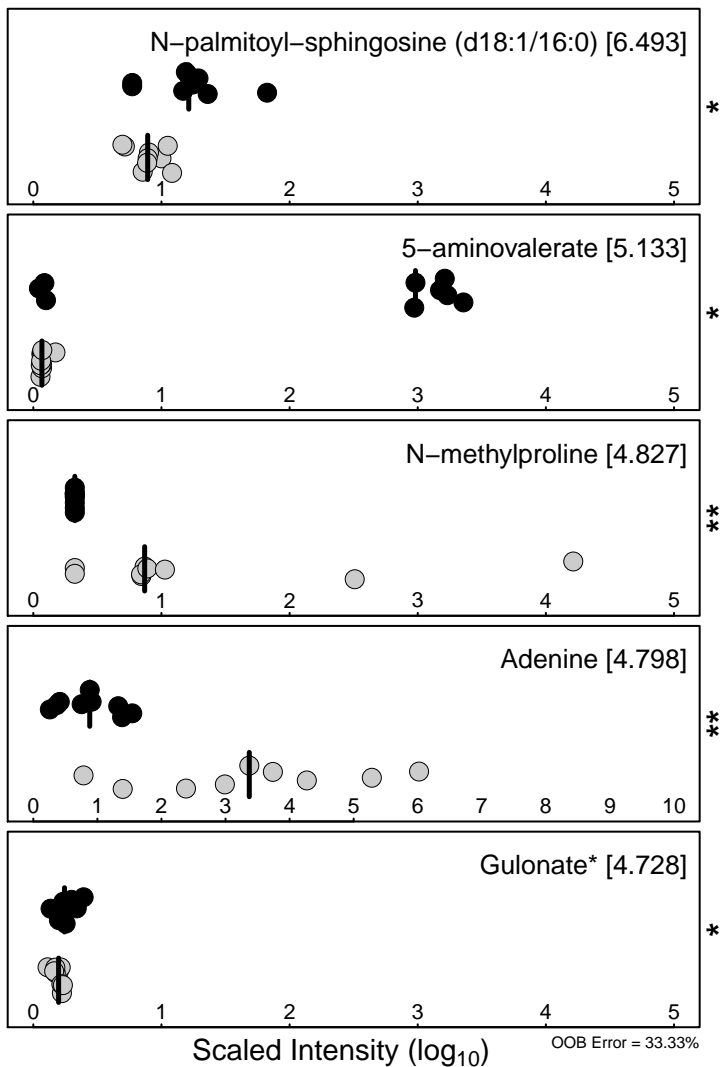 N−palmitoyl−sphingosine (d18:1/16:0) [6.493]
*
0 1 2 3 4 5
5−aminovalerate [5.133]
*
0 1 2 3 4 5
N−methylproline [4.827]
**
0 1 2 3 4 5
Adenine [4.798]
**
0 1 2 3 4 5 6 7 8 9 10
Gulonate* [4.728]
*
0 1 2 3 4 5
Scaled Intensity (log10)
OOB Error = 33.33%